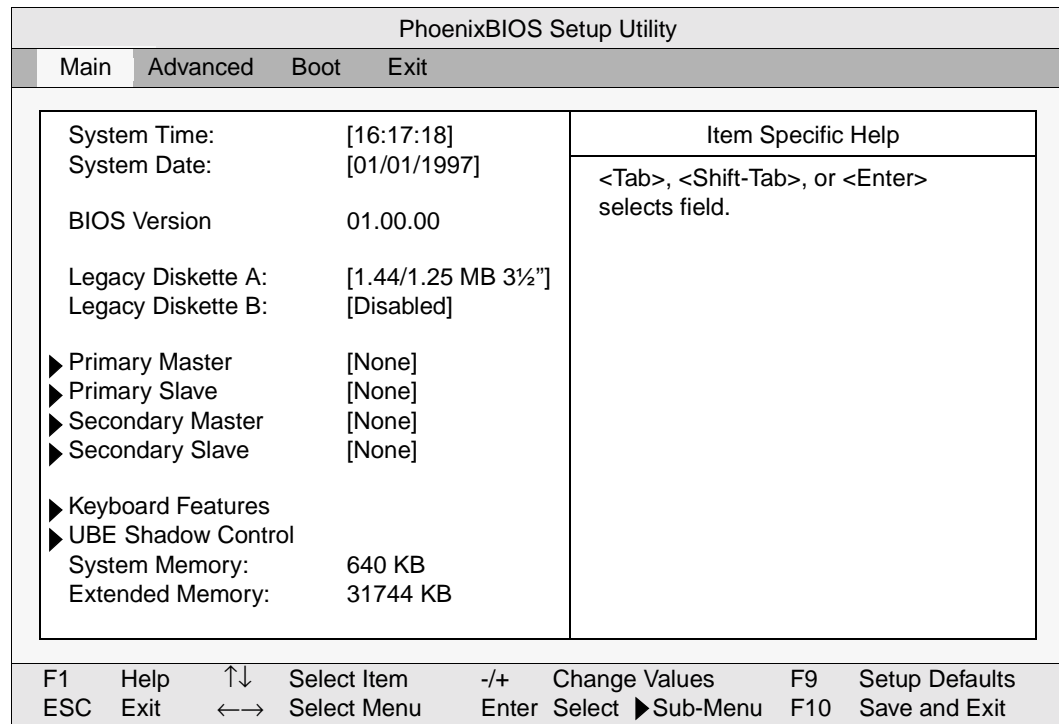 PhoenixBIOS Setup Utility
Main Advanced Boot Exit
System Time: [16:17:18]
System Date: [01/01/1997]
BIOS Version 01.00.00
Legacy Diskette A: [1.44/1.25 MB 3½”]
Legacy Diskette B: [Disabled]
Primary Master [None]
Primary Slave [None]
Secondary Master [None]
Secondary Slave [None]
Keyboard Features
UBE Shadow Control
System Memory: 640 KB
Extended Memory: 31744 KB
Item Specific Help
<Tab>, <Shift-Tab>, or <Enter>
selects field.
F1 Help ↑↓ Select Item -/+ Change Values F9 Setup Defaults
ESC Exit ←→ Select Menu Enter Select ▶Sub-Menu F10 Save and Exit